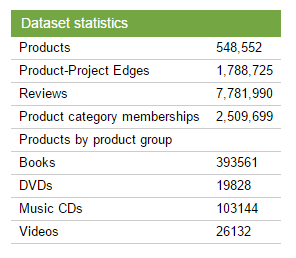 Dataset statistics
Products 548,552
Product-Project Edges 1,788,725
Reviews 7,781,990
Product category memberships 2,509,699
Products by product group
Books 393561
DVDs 19828
Music CDs 103144
Videos 26132